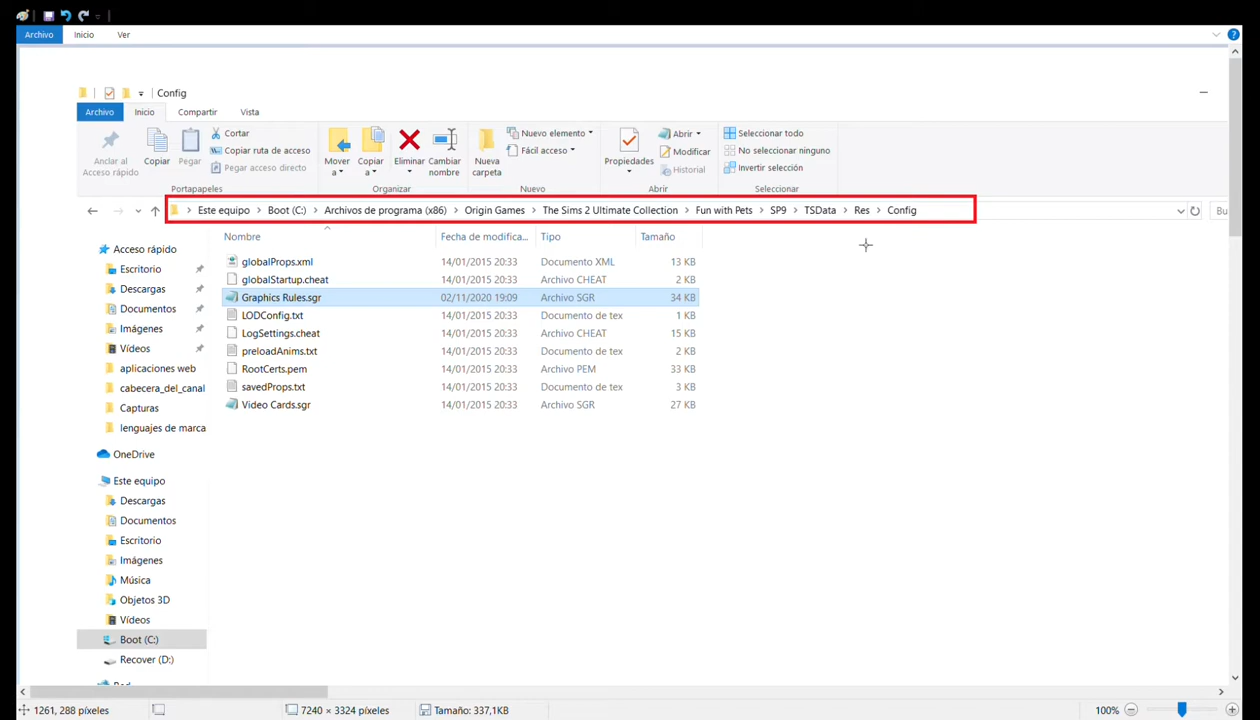 Archivo Inicio Ver
Config
Archivo Inicio Compartir Vista
Anclar al Acceso rápido
Copiar
Pegar
Cortar
Copiar ruta de acceso
Pegar acceso directo
Portapapeles
Mover a
Copiar a
Eliminar
Cambiar nombre
Organizar
Nueva carpeta
Nuevo elemento
Fácil acceso
Nuevo
Propiedades
Abrir
Modificar
Historial
Abrir
Seleccionar todo
No seleccionar ninguno
Invertir selección
Seleccionar
Este equipo > Boot (C:) > Archivos de programa (x86) > Origin Games > The Sims 2 Ultimate Collection > Fun with Pets > SP9 > TSData > Res > Config
Bu
Acceso rápido
Escritorio
Descargas
Documentos
Imágenes
Vídeos
aplicaciones web
cabecera_del_canal
Capturas
lenguajes de marca
OneDrive
Este equipo
Descargas
Documentos
Escritorio
Imágenes
Música
Objetos 3D
Vídeos
Boot (C:)
Recover (D:)
Nombre Fecha de modifica... Tipo Tamaño
globalProps.xml 14/01/2015 20:33 Documento XML 13 KB
globalStartup.cheat 14/01/2015 20:33 Archivo CHEAT 2 KB
Graphics Rules.sgr 02/11/2020 19:09 Archivo SGR 34 KB
LODConfig.txt 14/01/2015 20:33 Documento de tex 1 KB
LogSettings.cheat 14/01/2015 20:33 Archivo CHEAT 15 KB
preloadAnims.txt 14/01/2015 20:33 Documento de tex 2 KB
RootCerts.pem 14/01/2015 20:33 Archivo PEM 33 KB
savedProps.txt 14/01/2015 20:33 Documento de tex 3 KB
Video Cards.sgr 14/01/2015 20:33 Archivo SGR 27 KB
1261, 288 píxeles 7240 × 3324 píxeles Tamaño: 337,1KB 100%